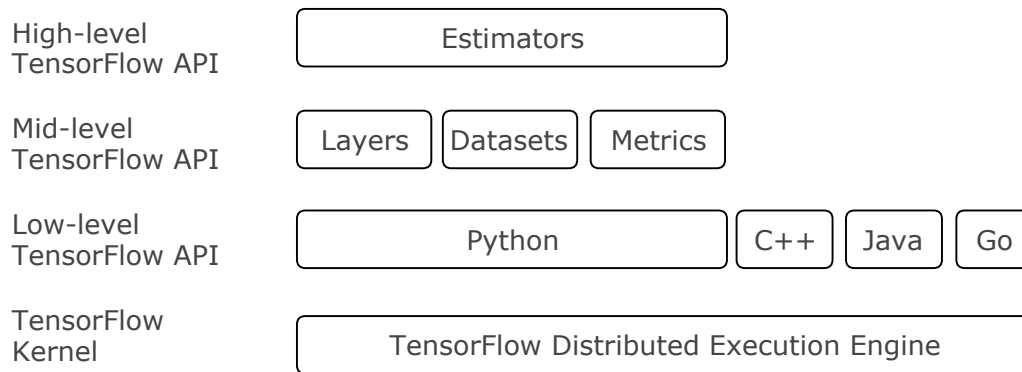 High-level
TensorFlow API
Estimators
Mid-level
TensorFlow API
Layers
Datasets
Metrics
Low-level
TensorFlow API
Python
C++
Java
Go
TensorFlow
Kernel
TensorFlow Distributed Execution Engine